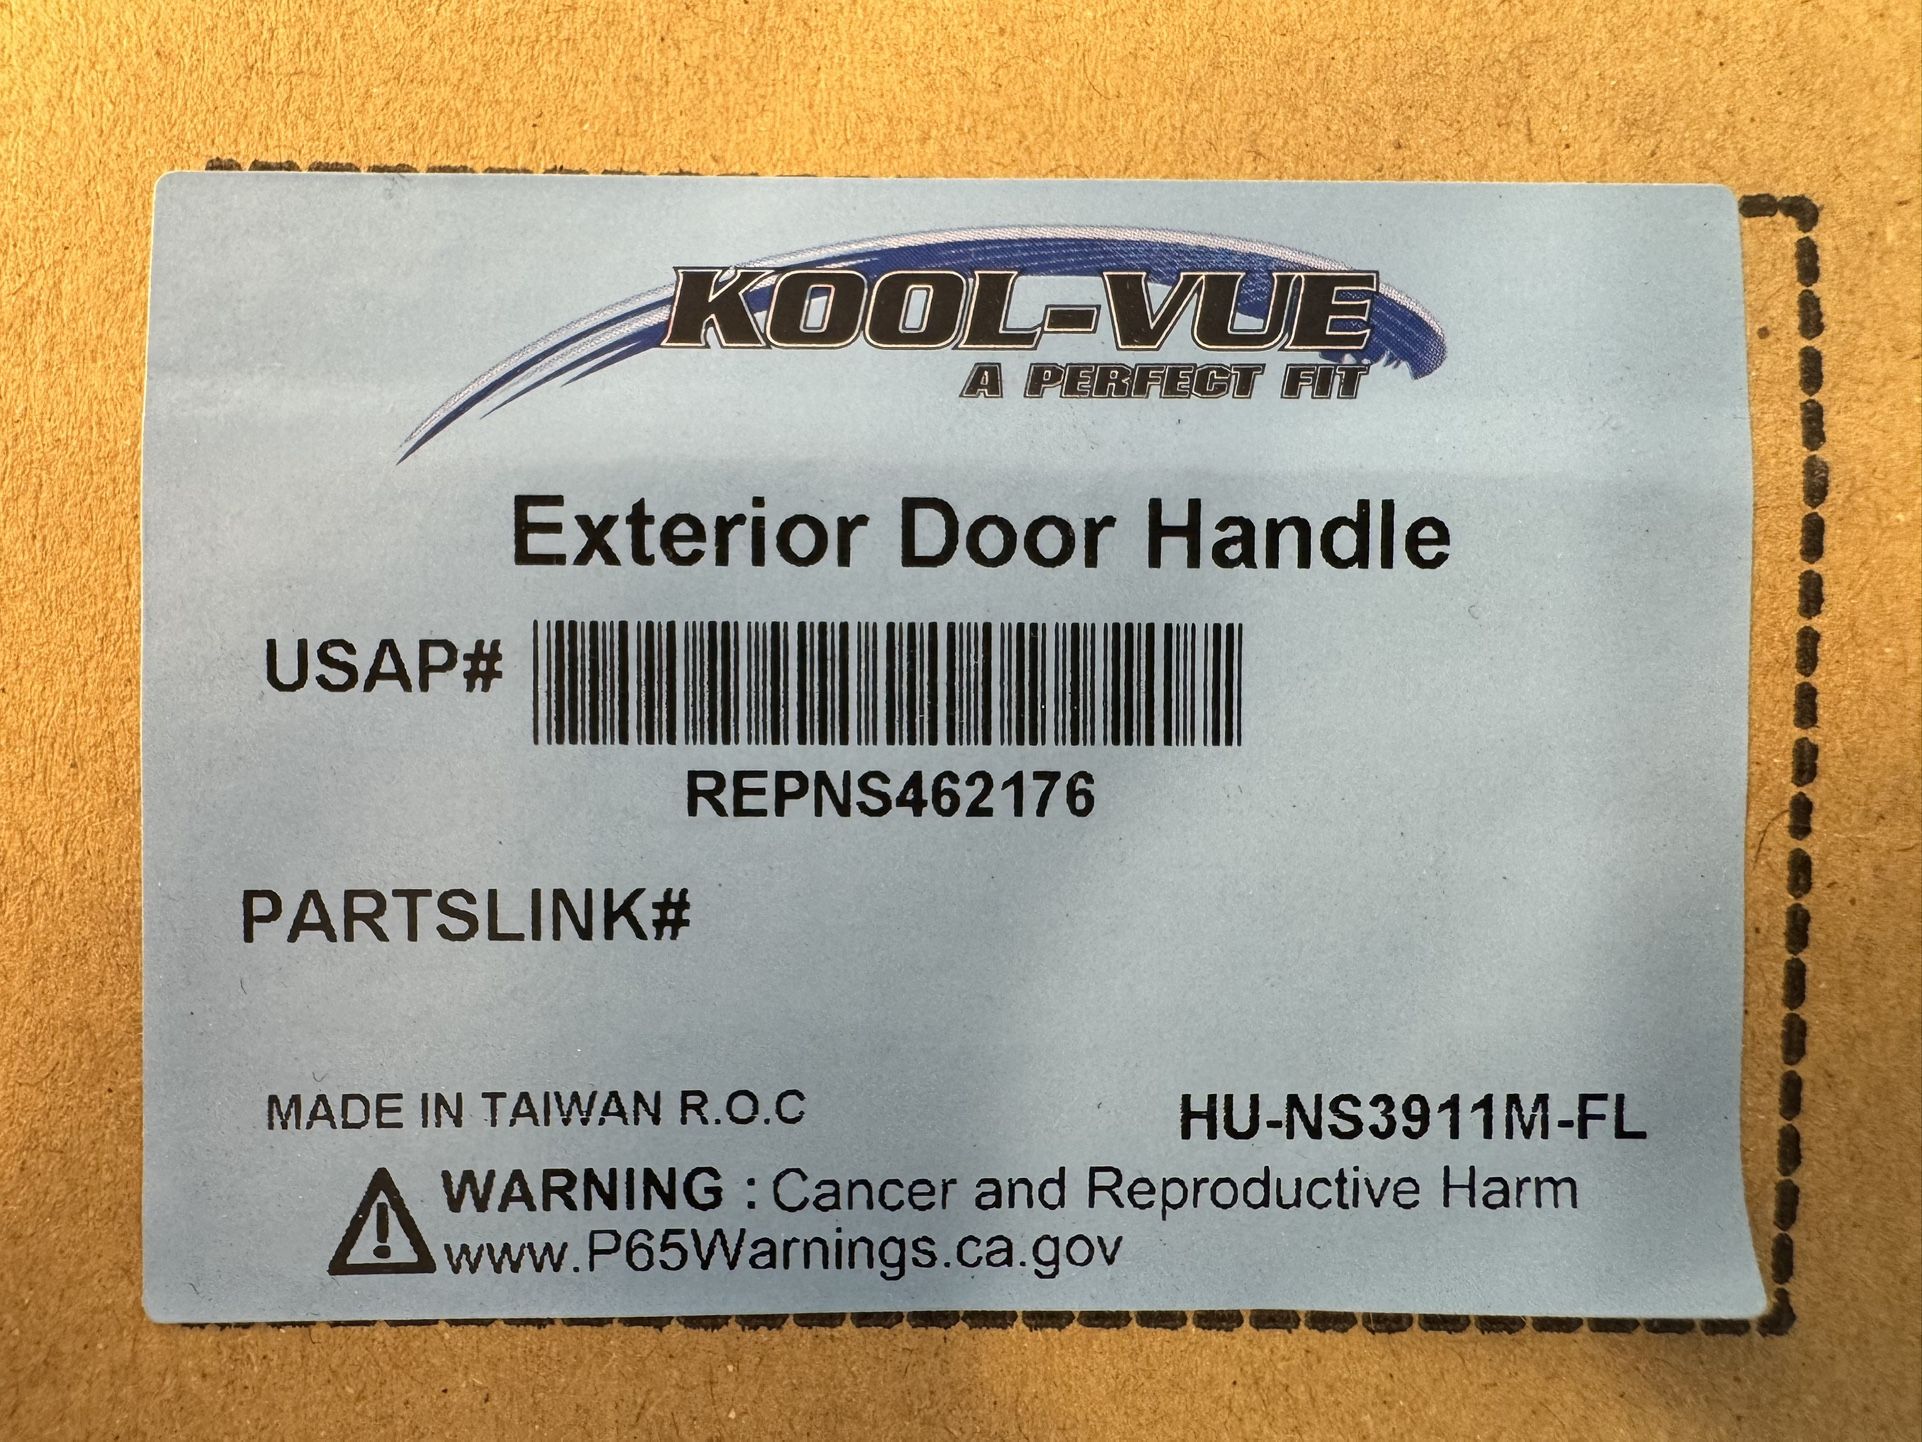 KOOL-VUE
A PERFECT FIT
Exterior Door Handle
USAP#
REPNS462176
PARTSLINK#
MADE IN TAIWAN R.O.C HU-NS3911M-FL
WARNING : Cancer and Reproductive Harm
www.P65Warnings.ca.gov